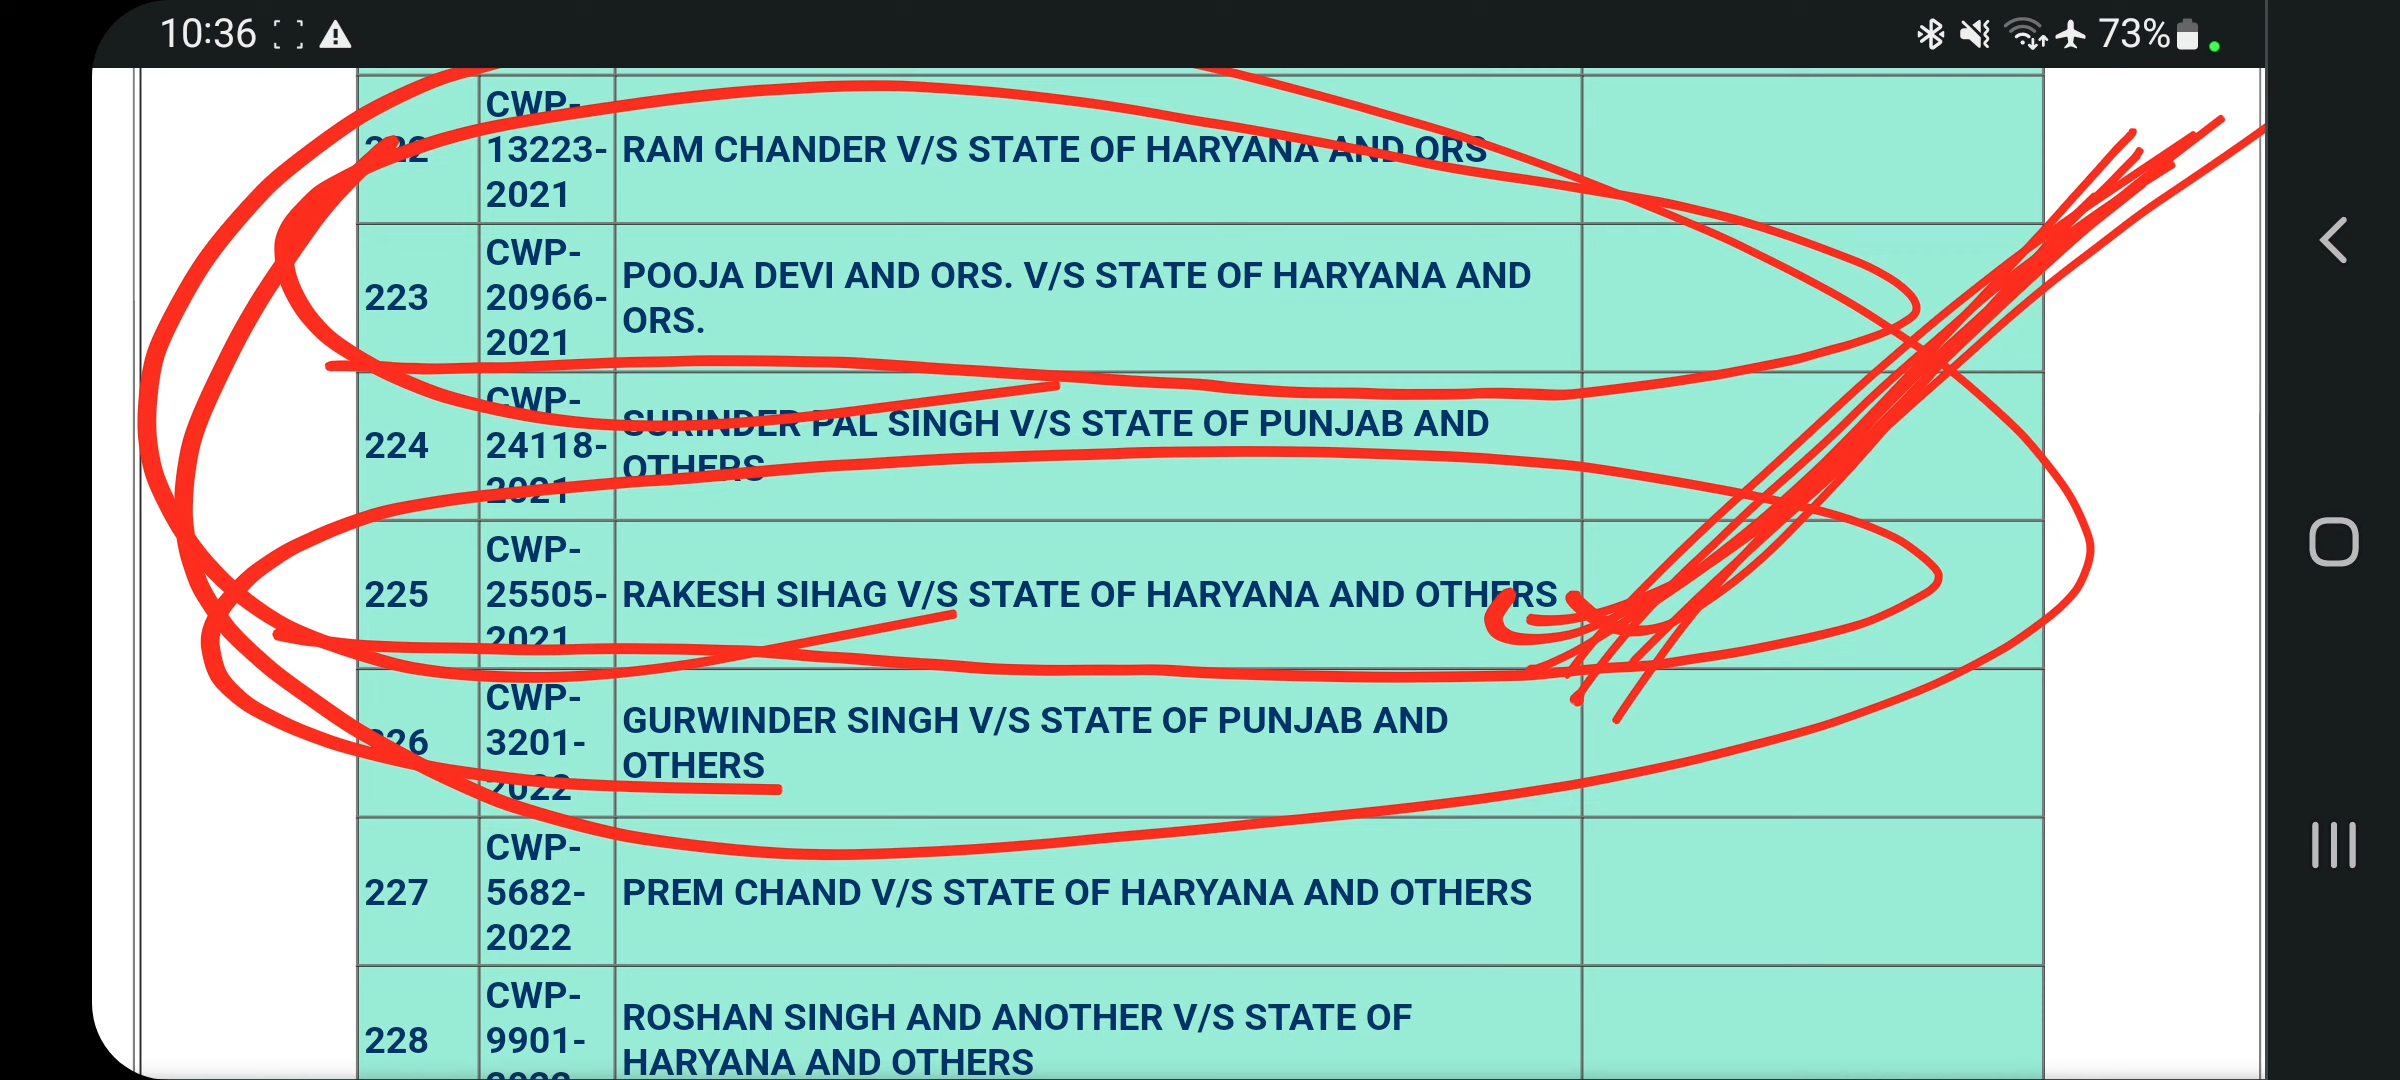 10:36 73%
222 CWP-13223-2021 RAM CHANDER V/S STATE OF HARYANA AND ORS
223 CWP-20966-2021 POOJA DEVI AND ORS. V/S STATE OF HARYANA AND
ORS.
224 CWP-24118-2021 SURINDER PAL SINGH V/S STATE OF PUNJAB AND
OTHERS
225 CWP-25505-2021 RAKESH SIHAG V/S STATE OF HARYANA AND OTHERS
226 CWP-3201-2022 GURWINDER SINGH V/S STATE OF PUNJAB AND
OTHERS
227 CWP-5682-2022 PREM CHAND V/S STATE OF HARYANA AND OTHERS
228 CWP-9901- ROSHAN SINGH AND ANOTHER V/S STATE OF
HARYANA AND OTHERS